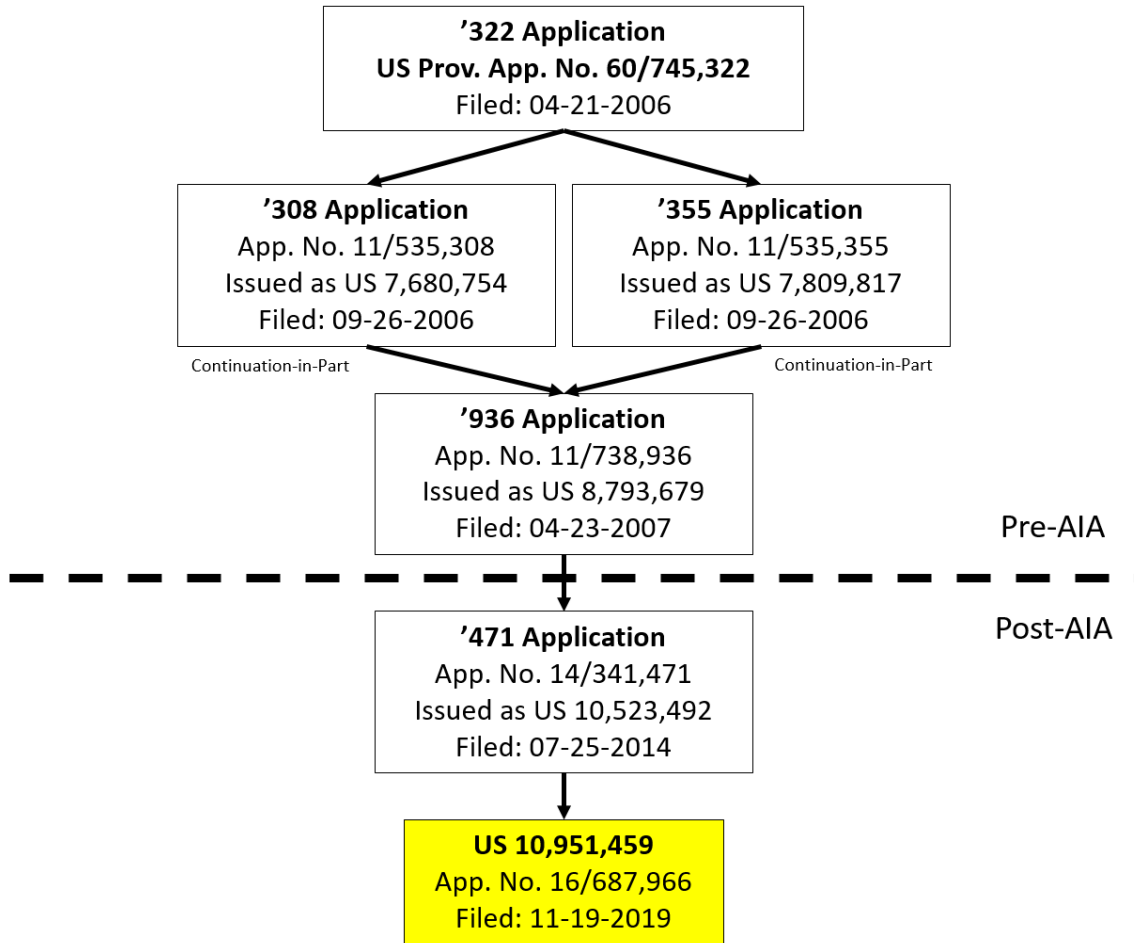 ’322 Application
US Prov. App. No. 60/745,322
Filed: 04-21-2006
’308 Application
App. No. 11/535,308
Issued as US 7,680,754
Filed: 09-26-2006
’355 Application
App. No. 11/535,355
Issued as US 7,809,817
Filed: 09-26-2006
Continuation-in-Part
Continuation-in-Part
’936 Application
App. No. 11/738,936
Issued as US 8,793,679
Filed: 04-23-2007
Pre-AIA
Post-AIA
’471 Application
App. No. 14/341,471
Issued as US 10,523,492
Filed: 07-25-2014
US 10,951,459
App. No. 16/687,966
Filed: 11-19-2019